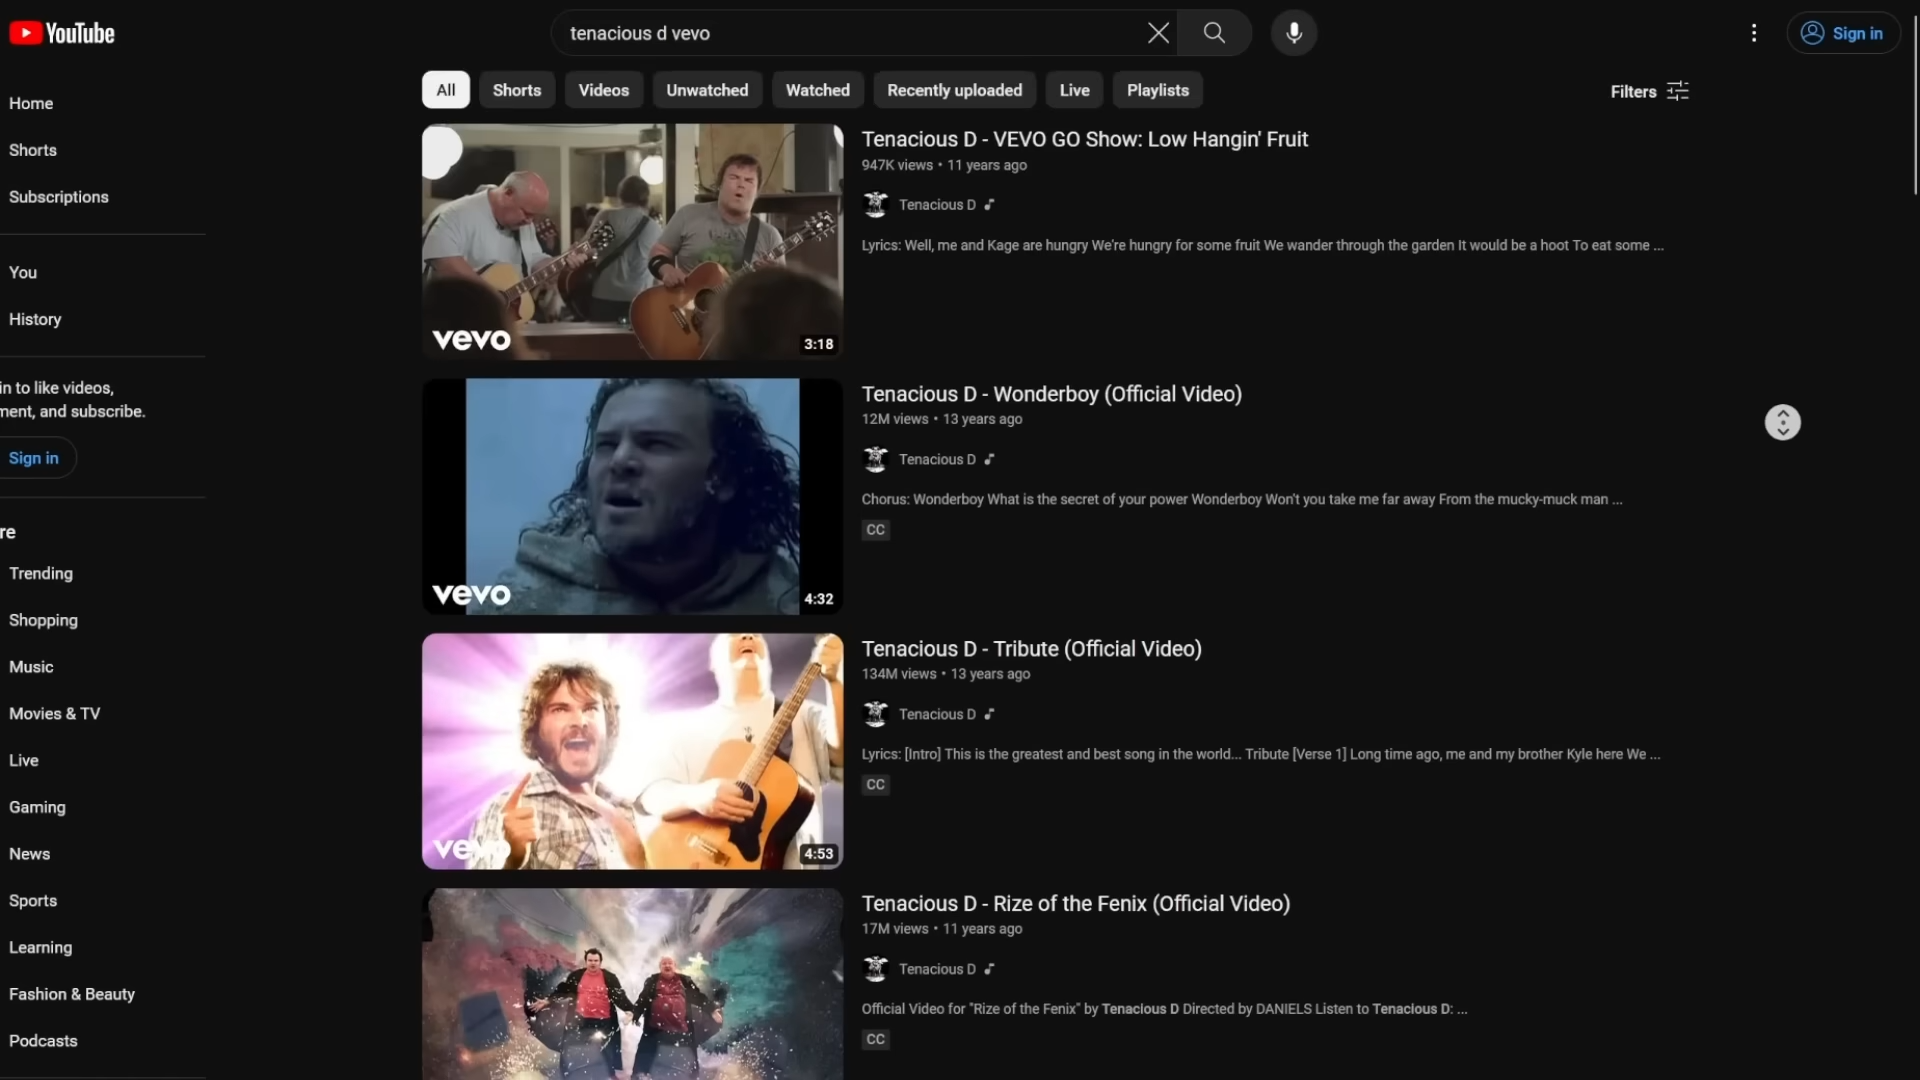 YouTube
tenacious d vevo
Sign in
All
Shorts
Videos
Unwatched
Watched
Recently uploaded
Live
Playlists
Filters
Home
Shorts
Subscriptions
You
History
in to like videos,
ment, and subscribe.
Sign in
re
Trending
Shopping
Music
Movies & TV
Live
Gaming
News
Sports
Learning
Fashion & Beauty
Podcasts
vevo
3:18
Tenacious D - VEVO GO Show: Low Hangin' Fruit
947K views • 11 years ago
Tenacious D
Lyrics: Well, me and Kage are hungry We're hungry for some fruit We wander through the garden It would be a hoot To eat some ...
vevo
4:32
Tenacious D - Wonderboy (Official Video)
12M views • 13 years ago
Tenacious D
Chorus: Wonderboy What is the secret of your power Wonderboy Won't you take me far away From the mucky-muck man ...
CC
vevo
4:53
Tenacious D - Tribute (Official Video)
134M views • 13 years ago
Tenacious D
Lyrics: [Intro] This is the greatest and best song in the world... Tribute [Verse 1] Long time ago, me and my brother Kyle here We ...
CC
Tenacious D - Rize of the Fenix (Official Video)
17M views • 11 years ago
Tenacious D
Official Video for "Rize of the Fenix" by Tenacious D Directed by DANIELS Listen to Tenacious D: ...
CC